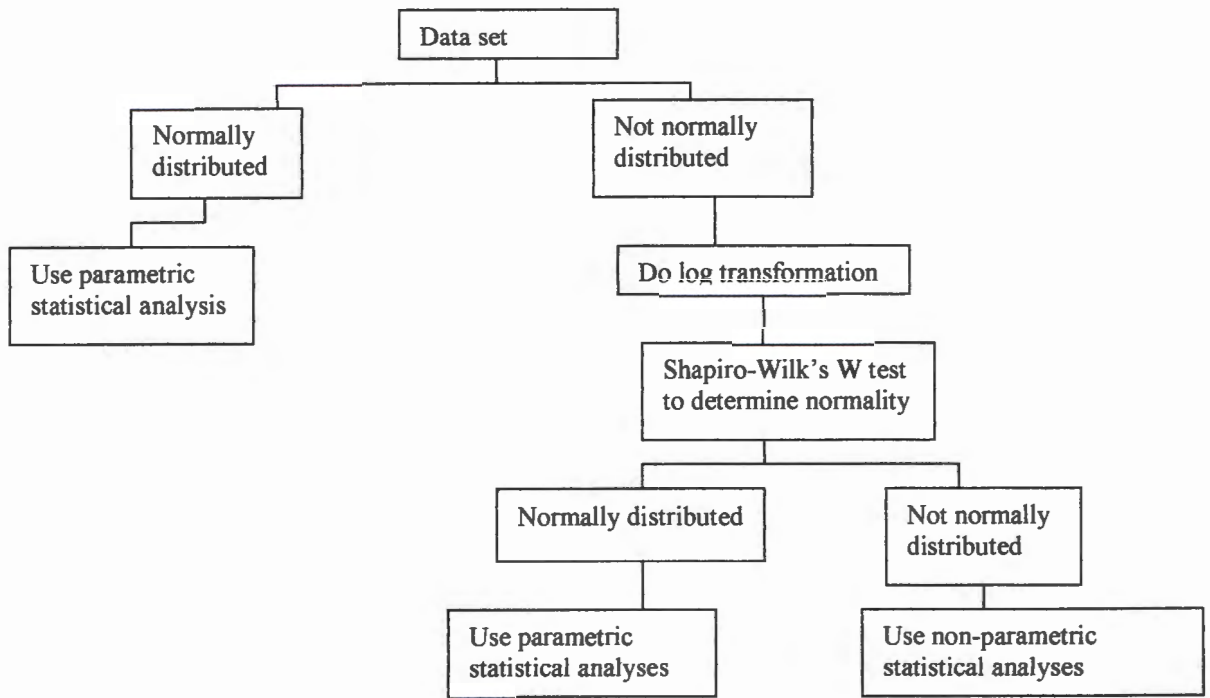 Data set
Normally
distributed
Not normally
distributed
Use parametric
statistical analysis
Do log transformation
Shapiro-Wilk's W test
to determine normality
Normally distributed
Not normally
distributed
Use parametric
statistical analyses
Use non-parametric
statistical analyses